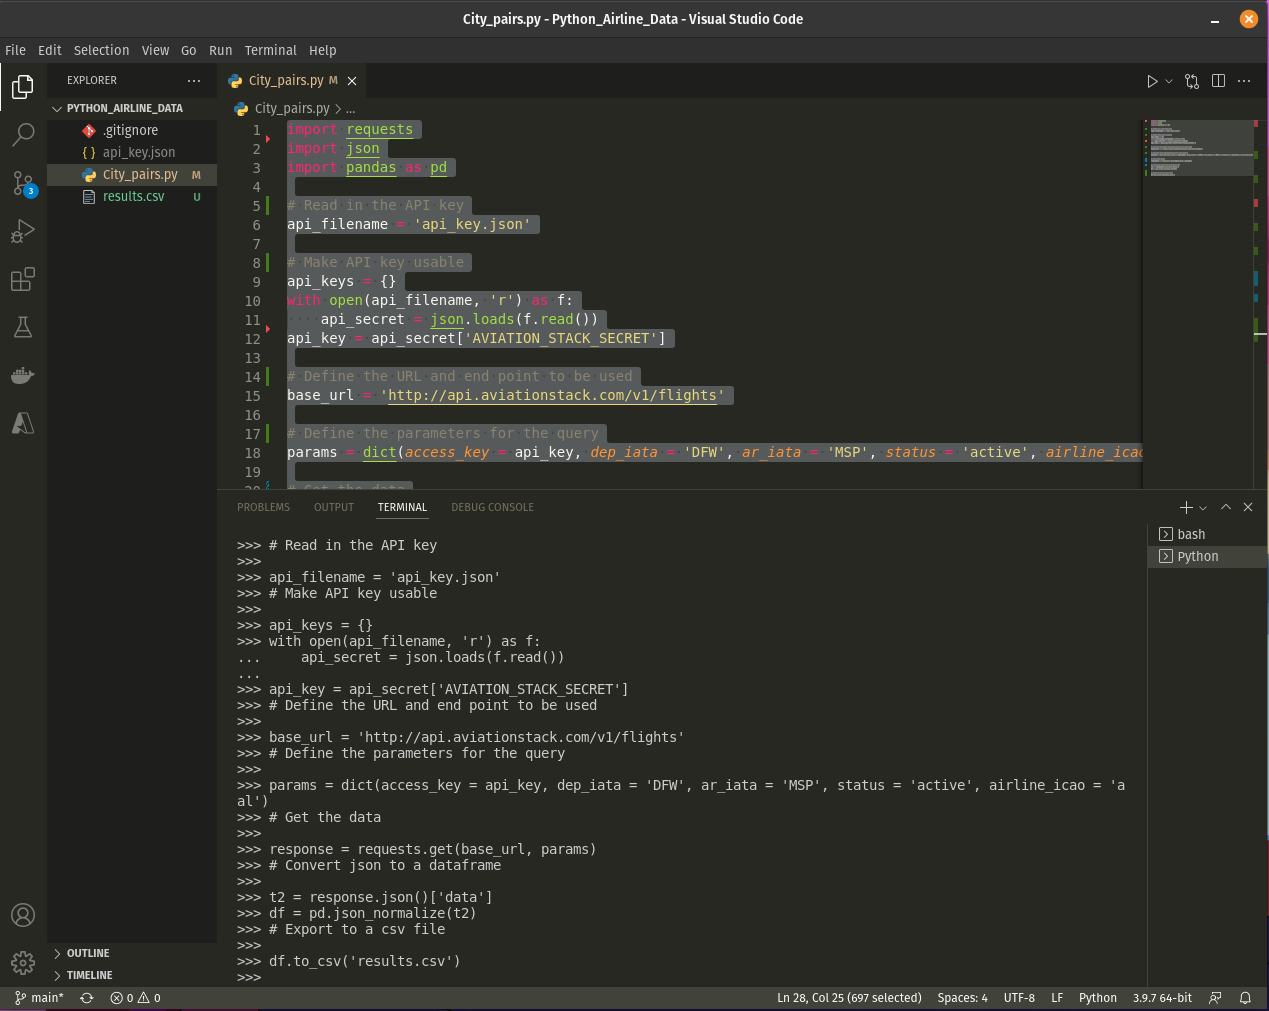 City_pairs.py - Python_Airline_Data - Visual Studio Code
File Edit Selection View Go Run Terminal Help
EXPLORER
PYTHON_AIRLINE_DATA
.gitignore
{ } api_key.json
City_pairs.py M
results.csv U
3
OUTLINE
TIMELINE
City_pairs.py M
City_pairs.py > ...
1 import requests
2 import json
3 import pandas as pd
4
5 # Read in the API key
6 api_filename = 'api_key.json'
7
8 # Make API key usable
9 api_keys = {}
10 with open(api_filename, 'r') as f:
11     api_secret = json.loads(f.read())
12 api_key = api_secret['AVIATION_STACK_SECRET']
13
14 # Define the URL and end point to be used
15 base_url = 'http://api.aviationstack.com/v1/flights'
16
17 # Define the parameters for the query
18 params = dict(access_key = api_key, dep_iata = 'DFW', ar_iata = 'MSP', status = 'active', airline_icao
19
20 # Get the data
PROBLEMS OUTPUT TERMINAL DEBUG CONSOLE
bash
Python
>>> # Read in the API key
>>>
>>> api_filename = 'api_key.json'
>>> # Make API key usable
>>>
>>> api_keys = {}
>>> with open(api_filename, 'r') as f:
...     api_secret = json.loads(f.read())
...
>>> api_key = api_secret['AVIATION_STACK_SECRET']
>>> # Define the URL and end point to be used
>>>
>>> base_url = 'http://api.aviationstack.com/v1/flights'
>>> # Define the parameters for the query
>>>
>>> params = dict(access_key = api_key, dep_iata = 'DFW', ar_iata = 'MSP', status = 'active', airline_icao = 'a
al')
>>> # Get the data
>>>
>>> response = requests.get(base_url, params)
>>> # Convert json to a dataframe
>>>
>>> t2 = response.json()['data']
>>> df = pd.json_normalize(t2)
>>> # Export to a csv file
>>>
>>> df.to_csv('results.csv')
>>>
main* 0 0 Ln 28, Col 25 (697 selected) Spaces: 4 UTF-8 LF Python 3.9.7 64-bit